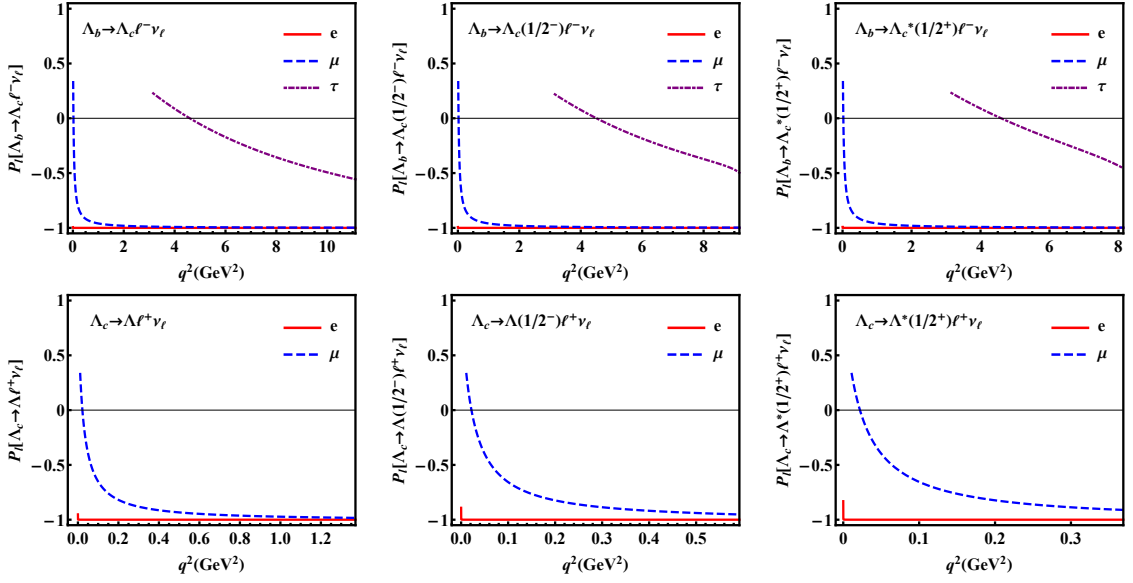 Λb→Λcℓ⁻νℓ
e
μ
τ
Pl[Λb→Λcℓ⁻νℓ]
1
0.5
0
−0.5
−1
0 2 4 6 8 10
q²(GeV²)
Λb→Λc(1/2⁻)ℓ⁻νℓ
e
μ
τ
Pl[Λb→Λc(1/2⁻)ℓ⁻νℓ]
1
0.5
0
−0.5
−1
0 2 4 6 8
q²(GeV²)
Λb→Λc*(1/2⁺)ℓ⁻νℓ
e
μ
τ
Pl[Λb→Λc*(1/2⁺)ℓ⁻νℓ]
1
0.5
0
−0.5
−1
0 2 4 6 8
q²(GeV²)
Λc→Λℓ⁺νℓ
e
μ
Pl[Λc→Λℓ⁺νℓ]
1
0.5
0
−0.5
−1
0.0 0.2 0.4 0.6 0.8 1.0 1.2
q²(GeV²)
Λc→Λ(1/2⁻)ℓ⁺νℓ
e
μ
Pl[Λc→Λ(1/2⁻)ℓ⁺νℓ]
1
0.5
0
−0.5
−1
0.0 0.1 0.2 0.3 0.4 0.5
q²(GeV²)
Λc→Λ*(1/2⁺)ℓ⁺νℓ
e
μ
Pl[Λc→Λ*(1/2⁺)ℓ⁺νℓ]
1
0.5
0
−0.5
−1
0 0.1 0.2 0.3
q²(GeV²)